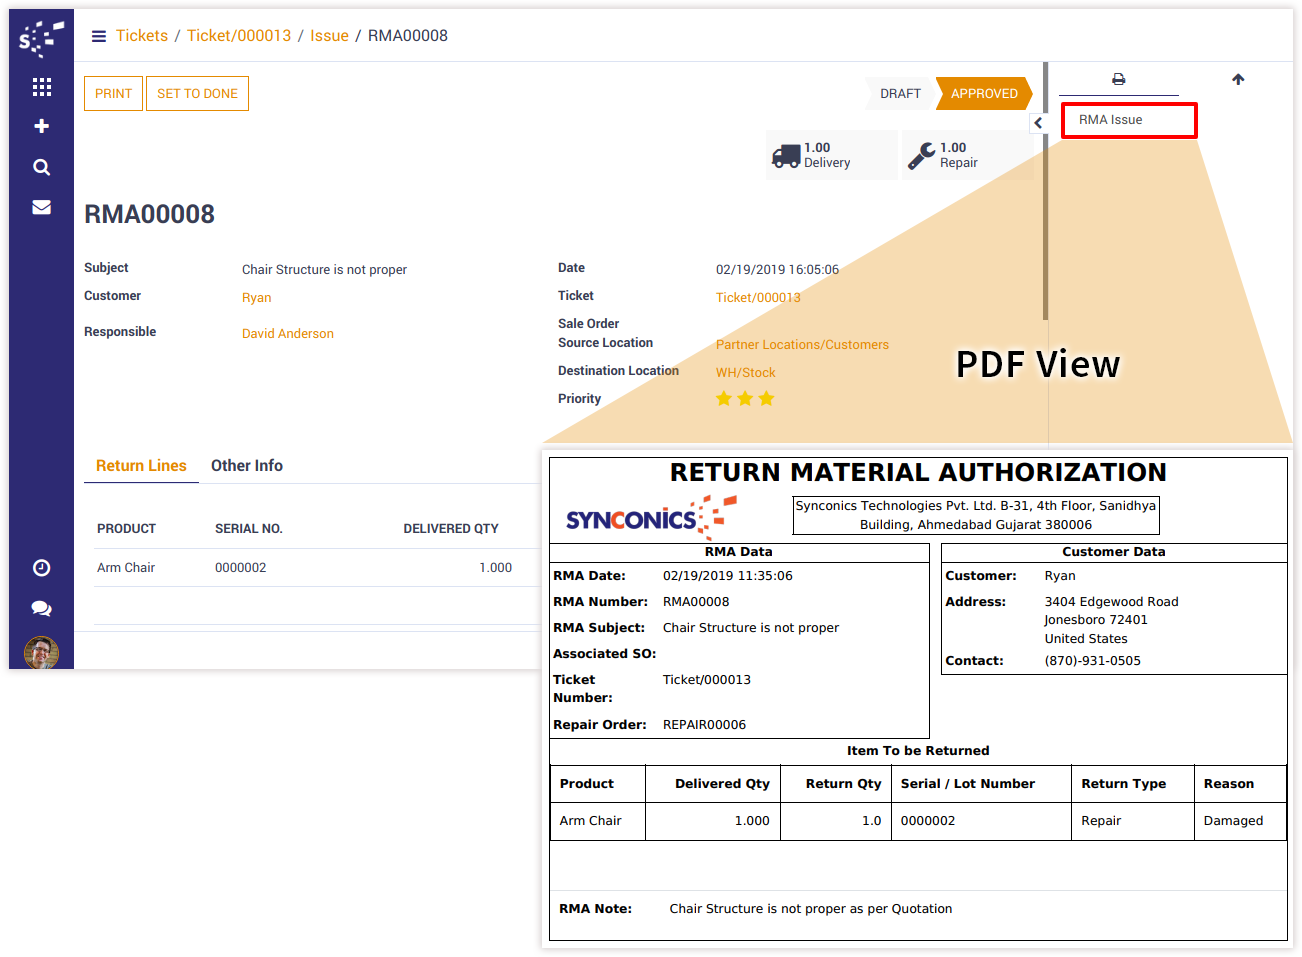 Tickets / Ticket/000013 / Issue / RMA00008
PRINT SET TO DONE
DRAFT APPROVED
RMA Issue
1.00 Delivery
1.00 Repair
RMA00008
Subject Chair Structure is not proper
Customer Ryan
Responsible David Anderson
Date 02/19/2019 16:05:06
Ticket Ticket/000013
Sale Order
Source Location Partner Locations/Customers
Destination Location WH/Stock
Priority
PDF View
Return Lines Other Info
PRODUCT SERIAL NO. DELIVERED QTY
Arm Chair 0000002 1.000
RETURN MATERIAL AUTHORIZATION
SYNCONICS
Synconics Technologies Pvt. Ltd. B-31, 4th Floor, Sanidhya
Building, Ahmedabad Gujarat 380006
RMA Data
RMA Date: 02/19/2019 11:35:06
RMA Number: RMA00008
RMA Subject: Chair Structure is not proper
Associated SO:
Ticket
Number: Ticket/000013
Repair Order: REPAIR00006
Customer Data
Customer: Ryan
Address: 3404 Edgewood Road
Jonesboro 72401
United States
Contact: (870)-931-0505
Item To be Returned
Product Delivered Qty Return Qty Serial / Lot Number Return Type Reason
Arm Chair 1.000 1.0 0000002 Repair Damaged
RMA Note: Chair Structure is not proper as per Quotation